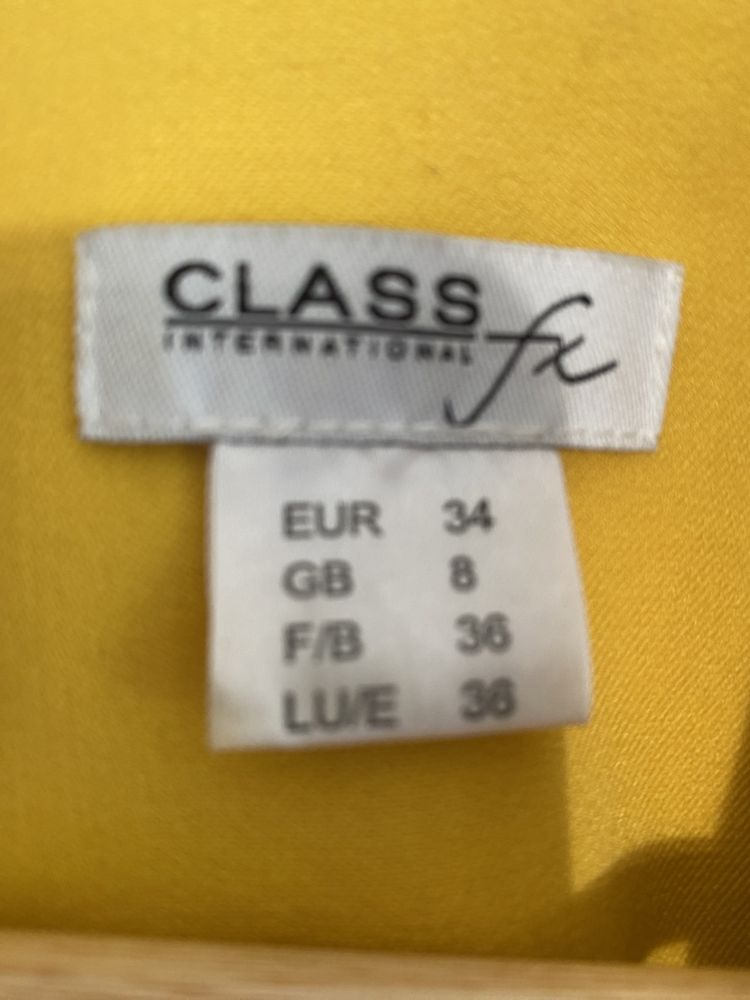 CLASS
INTERNATIONAL fx
EUR 34
GB 8
F/B 36
LU/E 36